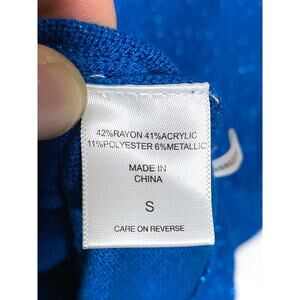 42%RAYON 41%ACRYLIC
11%POLYESTER 6%METALLIC
MADE IN
CHINA
S
CARE ON REVERSE